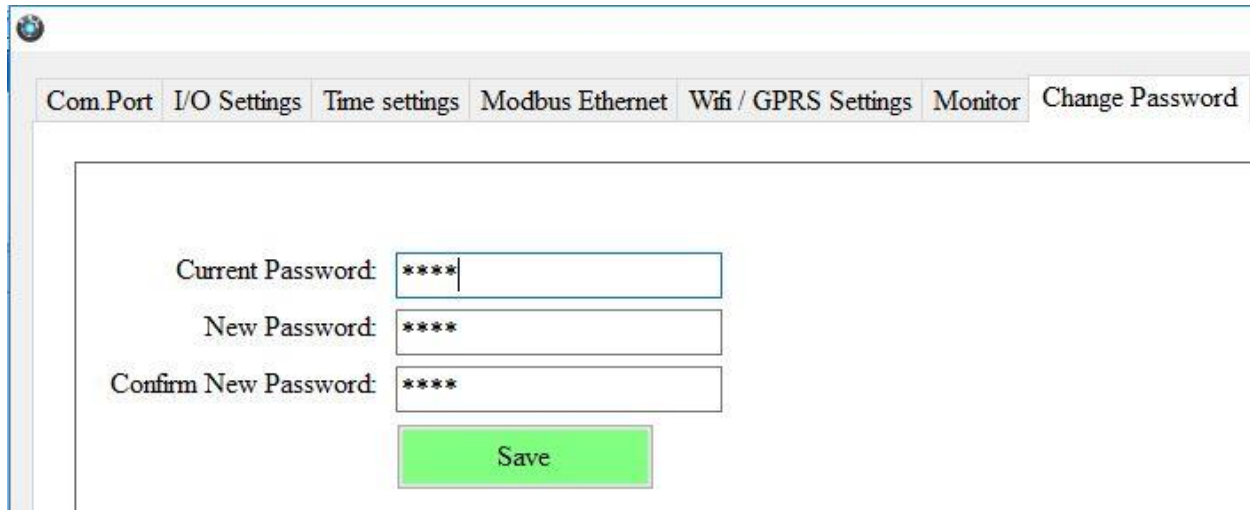 Com.Port I/O Settings Time settings Modbus Ethernet Wifi / GPRS Settings Monitor Change Password
Current Password: ****
New Password: ****
Confirm New Password: ****
Save